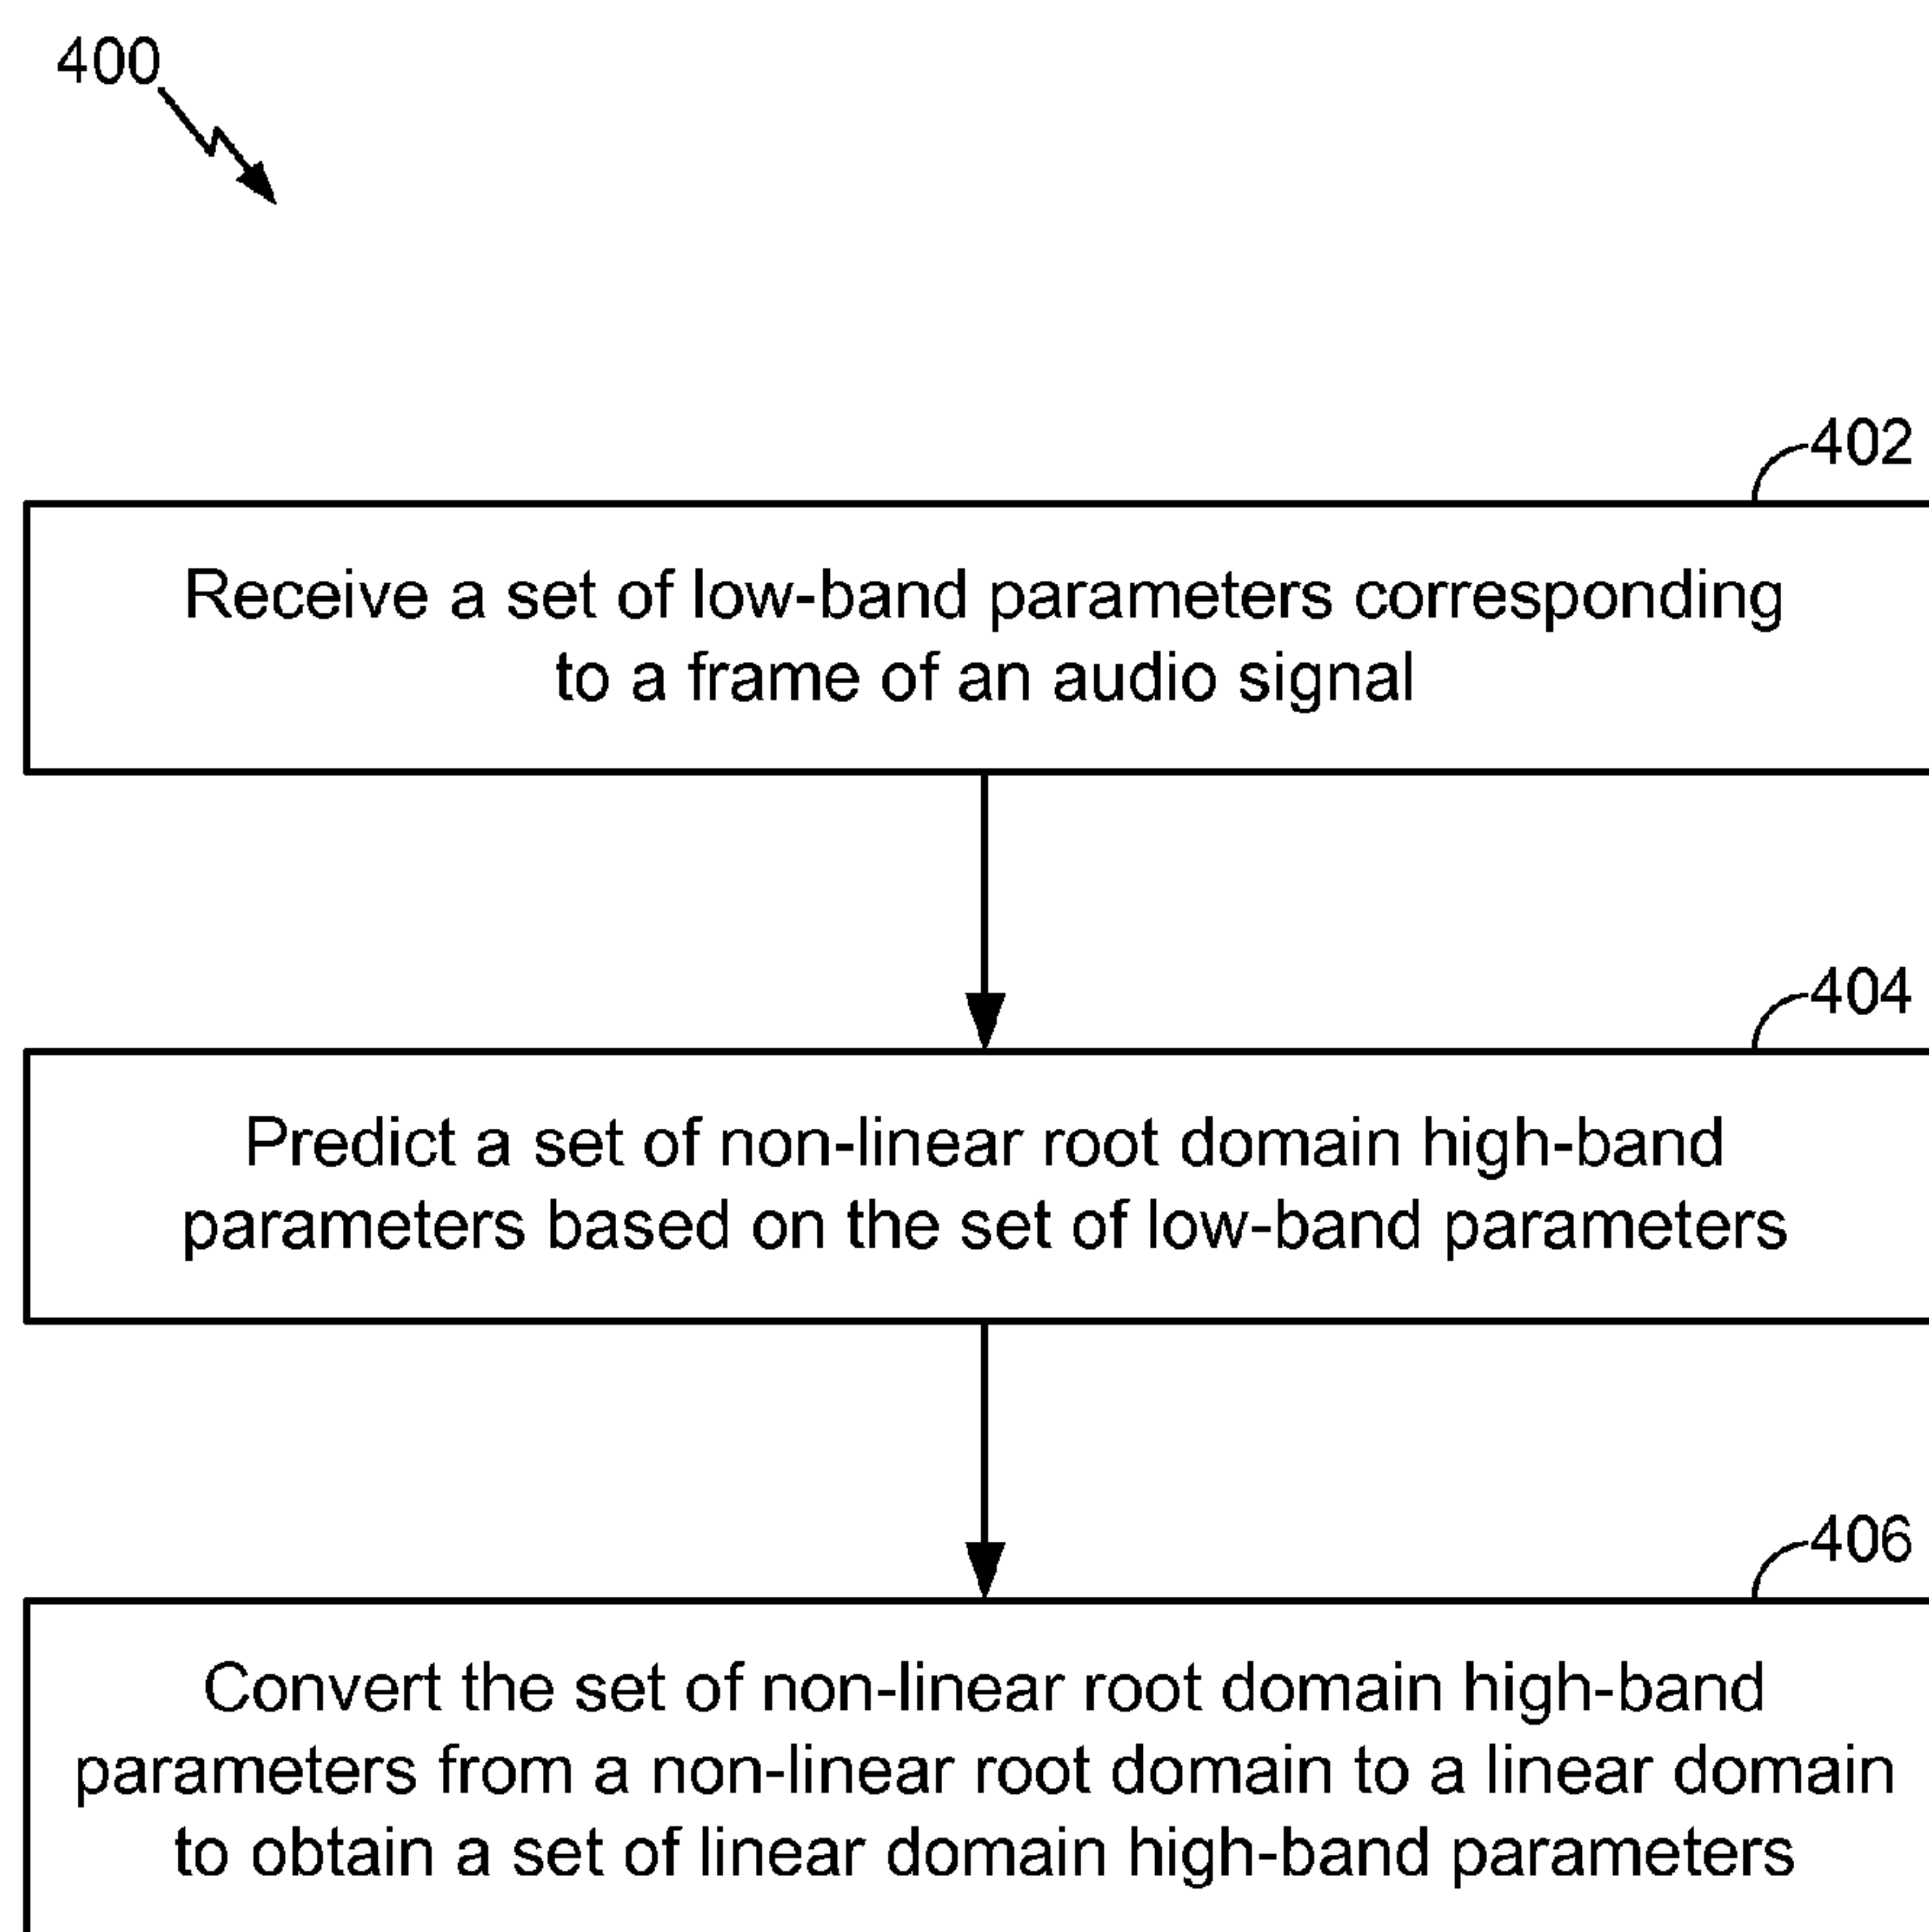 400
402
Receive a set of low-band parameters corresponding
to a frame of an audio signal
404
Predict a set of non-linear root domain high-band
parameters based on the set of low-band parameters
406
Convert the set of non-linear root domain high-band
parameters from a non-linear root domain to a linear domain
to obtain a set of linear domain high-band parameters